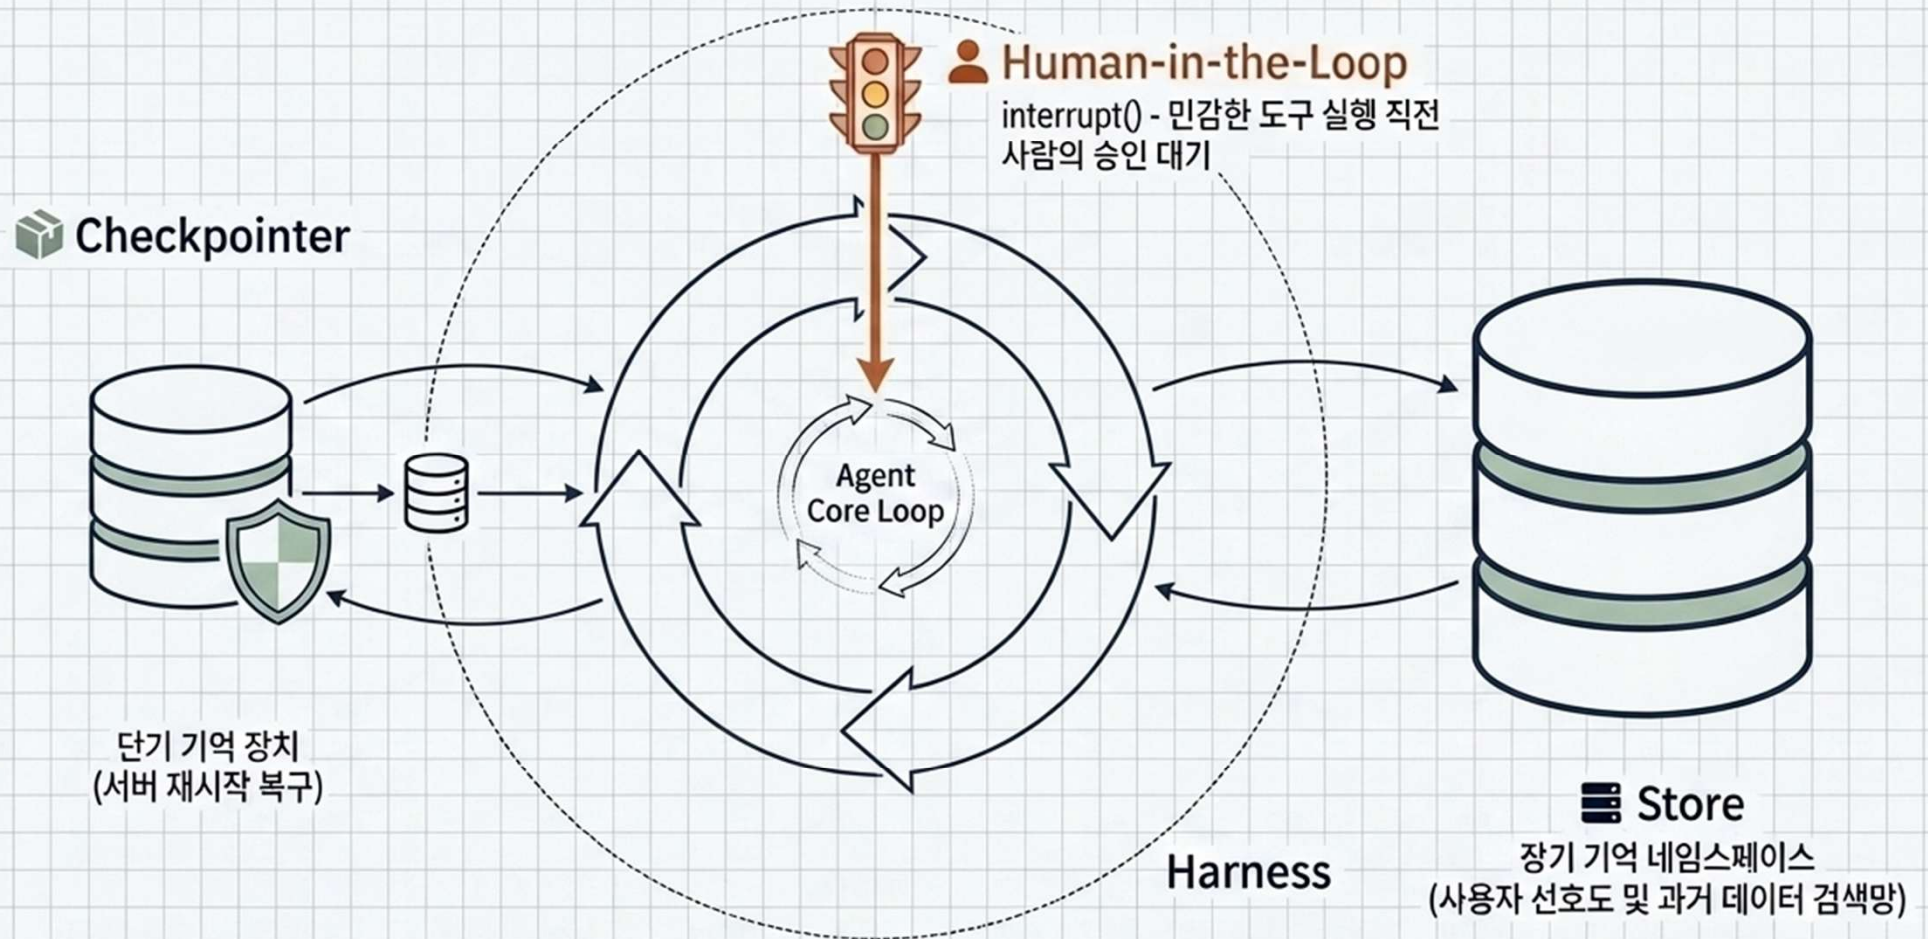 Human-in-the-Loop
interrupt() - 민감한 도구 실행 직전
사람의 승인 대기
Checkpointer
Agent
Core Loop
단기 기억 장치
(서버 재시작 복구)
Store
장기 기억 네임스페이스
(사용자 선호도 및 과거 데이터 검색망)
Harness